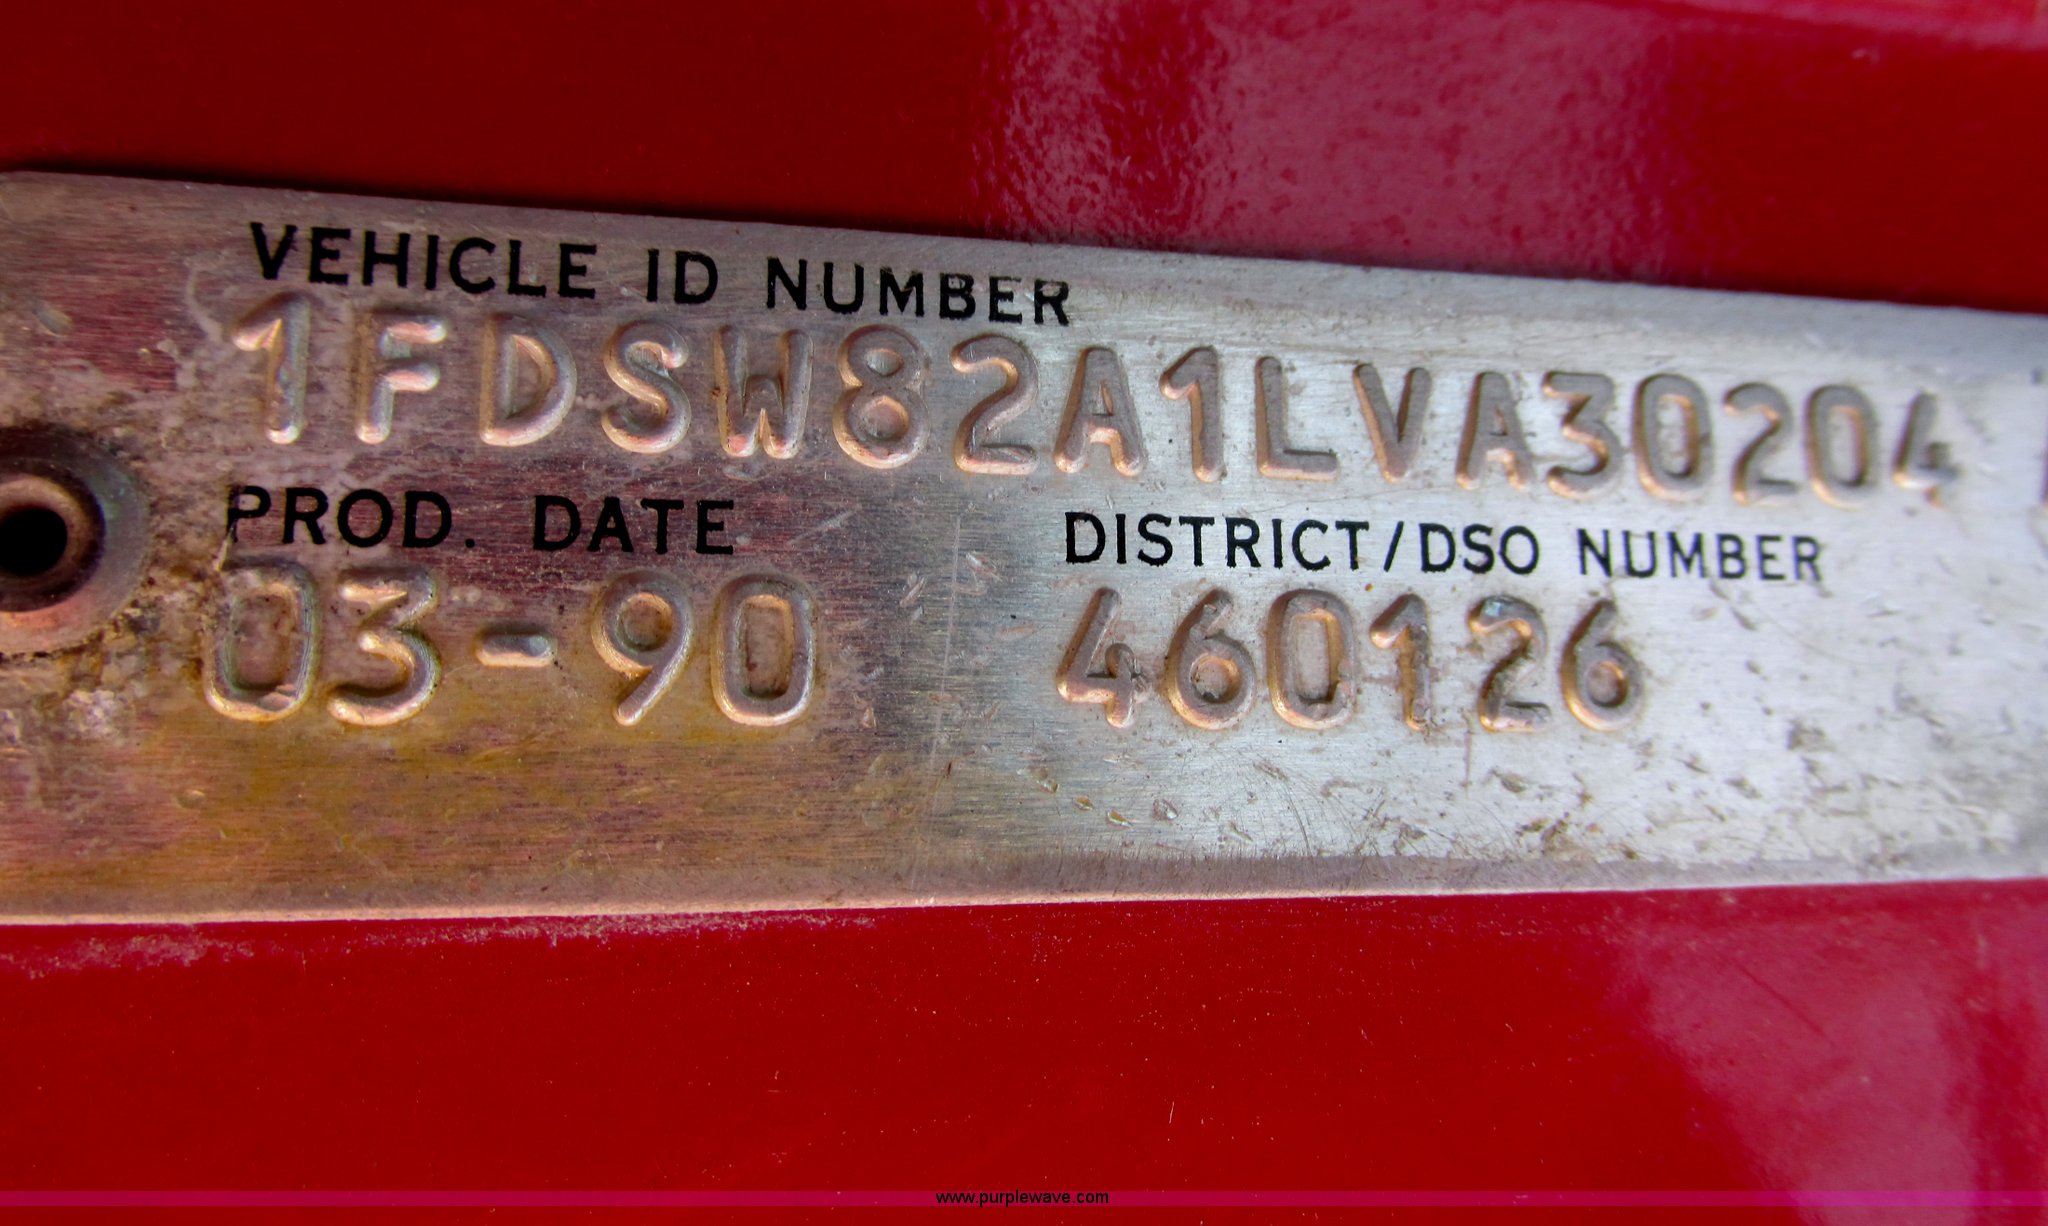 VEHICLE ID NUMBER
1FDSW82A1LVA30204
PROD. DATE
DISTRICT/DSO NUMBER
03-90
460126
www.purplewave.com